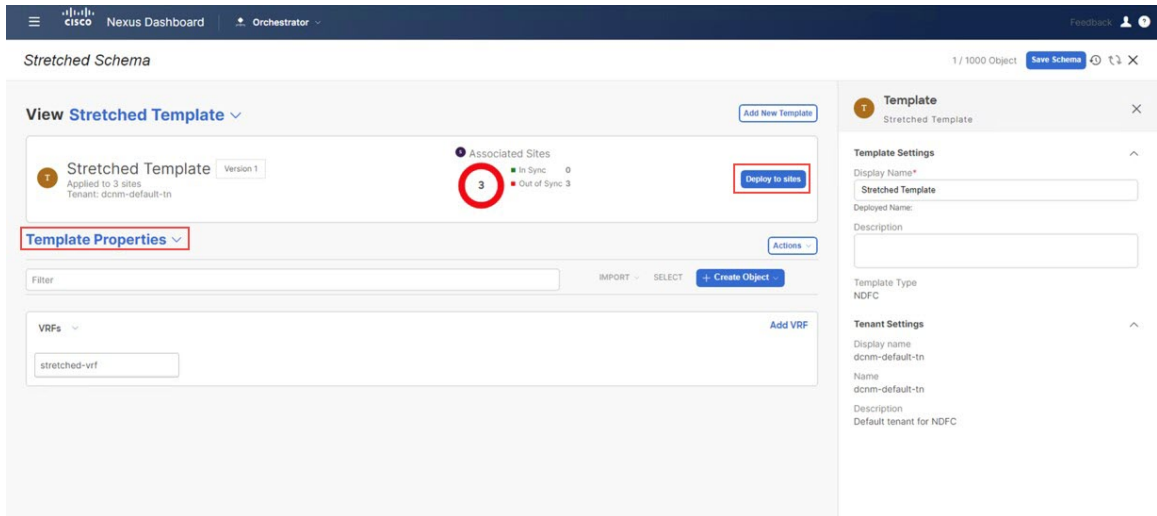 CISCO Nexus Dashboard Orchestrator Feedback
Stretched Schema 1 / 1000 Object Save Schema
View Stretched Template Add New Template
Stretched Template Version 1
Applied to 3 sites
Tenant: dcnm-default-tn
Associated Sites
3
In Sync 0
Out of Sync 3
Deploy to sites
Template Properties
Actions
Filter IMPORT SELECT + Create Object
VRFs Add VRF
stretched-vrf
T Template
Stretched Template
Template Settings
Display Name*
Stretched Template
Deployed Name:
Description
Template Type
NDFC
Tenant Settings
Display name
dcnm-default-tn
Name
dcnm-default-tn
Description
Default tenant for NDFC